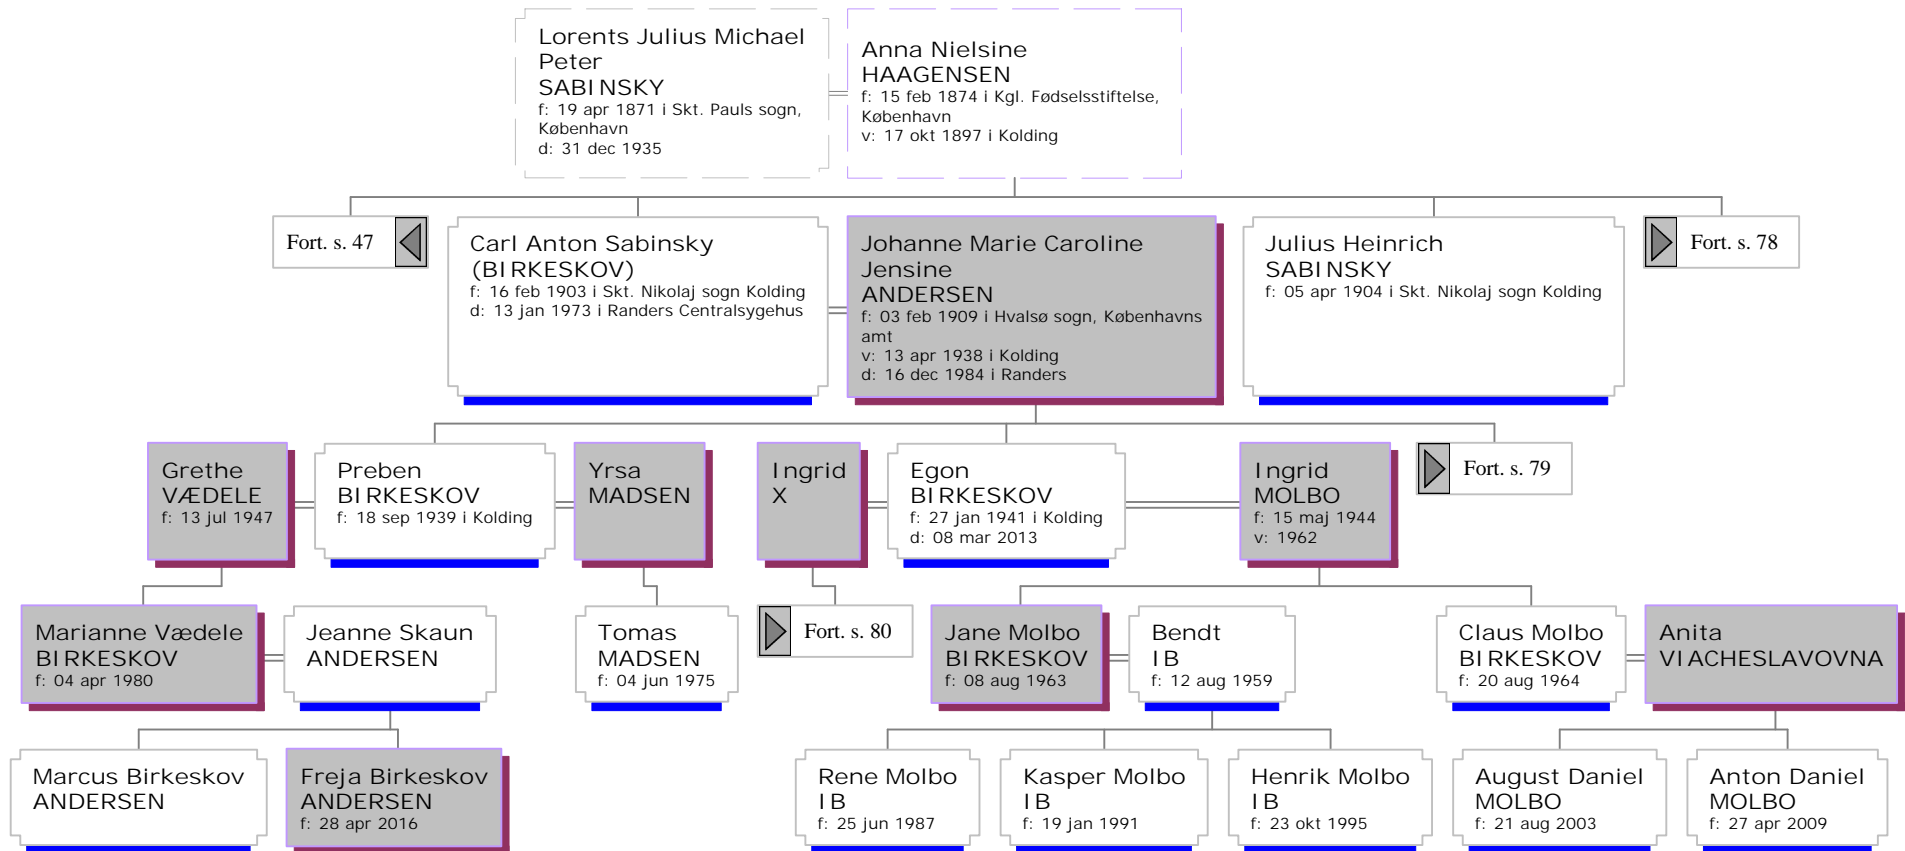 Lorents Julius Michael
Peter
SABINSKY
f: 19 apr 1871 i Skt. Pauls sogn,
København
d: 31 dec 1935
Anna Nielsine
HAAGENSEN
f: 15 feb 1874 i Kgl. Fødselsstiftelse,
København
v: 17 okt 1897 i Kolding
Fort. s. 47
Carl Anton Sabinsky
(BIRKESKOV)
f: 16 feb 1903 i Skt. Nikolaj sogn Kolding
d: 13 jan 1973 i Randers Centralsygehus
Johanne Marie Caroline
Jensine
ANDERSEN
f: 03 feb 1909 i Hvalsø sogn, Københavns
amt
v: 13 apr 1938 i Kolding
d: 16 dec 1984 i Randers
Julius Heinrich
SABINSKY
f: 05 apr 1904 i Skt. Nikolaj sogn Kolding
Fort. s. 78
Grethe
VÆDELE
f: 13 jul 1947
Preben
BIRKESKOV
f: 18 sep 1939 i Kolding
Yrsa
MADSEN
Ingrid
X
Egon
BIRKESKOV
f: 27 jan 1941 i Kolding
d: 08 mar 2013
Ingrid
MOLBO
f: 15 maj 1944
v: 1962
Fort. s. 79
Marianne Vædele
BIRKESKOV
f: 04 apr 1980
Jeanne Skaun
ANDERSEN
Tomas
MADSEN
f: 04 jun 1975
Fort. s. 80
Jane Molbo
BIRKESKOV
f: 08 aug 1963
Bendt
IB
f: 12 aug 1959
Claus Molbo
BIRKESKOV
f: 20 aug 1964
Anita
VIACHESLAVOVNA
Marcus Birkeskov
ANDERSEN
Freja Birkeskov
ANDERSEN
f: 28 apr 2016
Rene Molbo
IB
f: 25 jun 1987
Kasper Molbo
IB
f: 19 jan 1991
Henrik Molbo
IB
f: 23 okt 1995
August Daniel
MOLBO
f: 21 aug 2003
Anton Daniel
MOLBO
f: 27 apr 2009